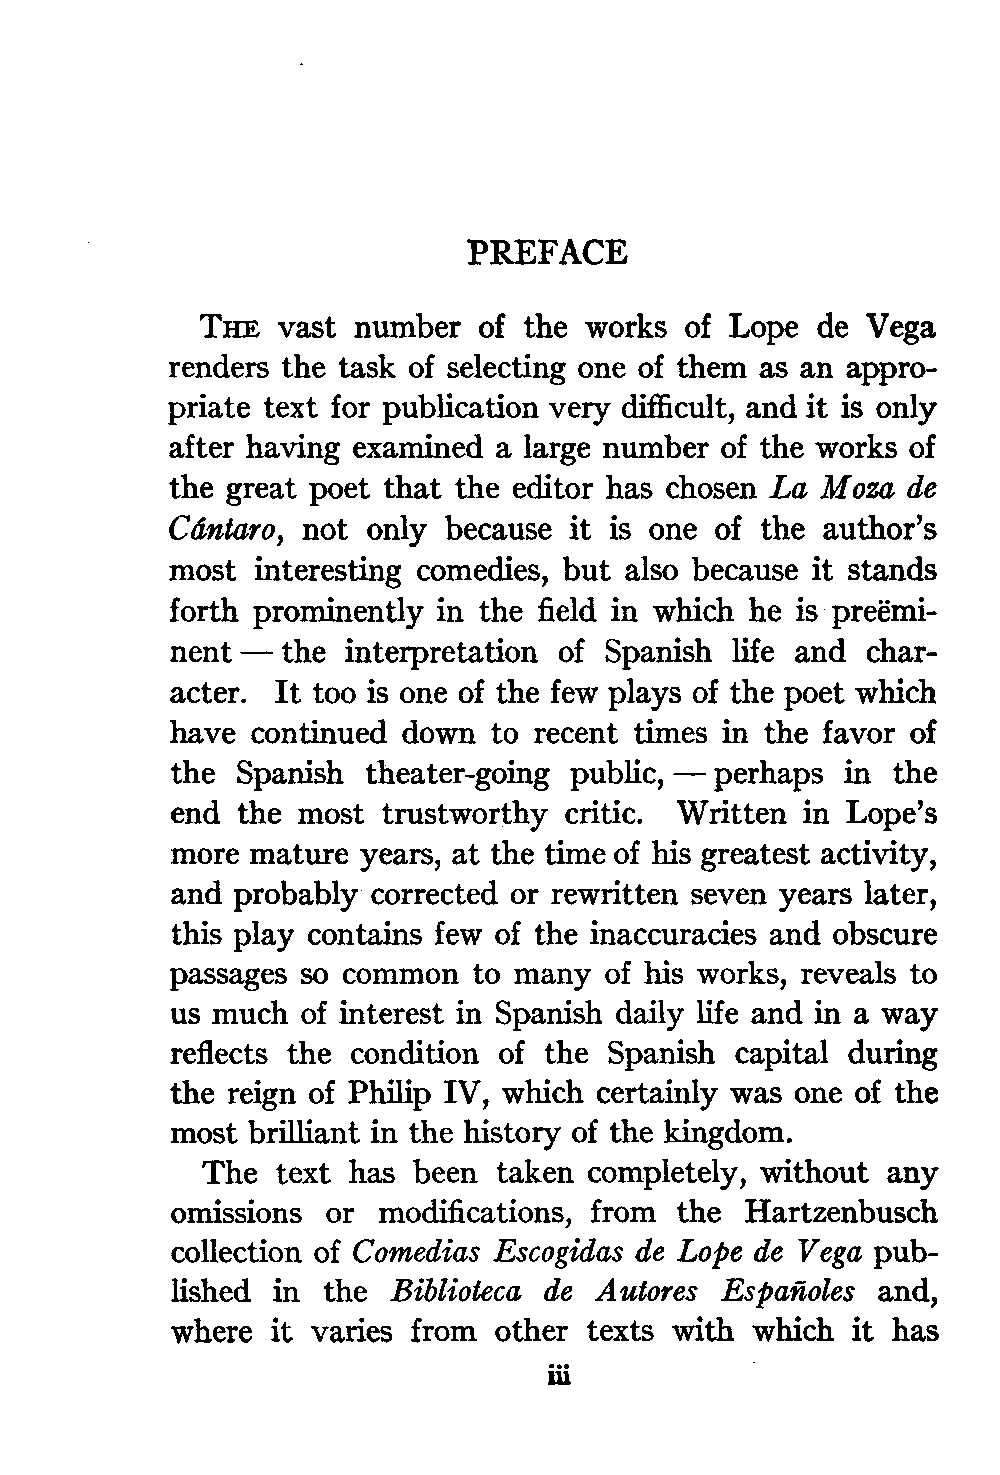 PREFACE
THE vast number of the works of Lope de Vega
renders the task of selecting one of them as an appro-
priate text for publication very difficult, and it is only
after having examined a large number of the works of
the great poet that the editor has chosen La Moza de
Cántaro, not only because it is one of the author's
most interesting comedies, but also because it stands
forth prominently in the field in which he is preëmi-
nent — the interpretation of Spanish life and char-
acter. It too is one of the few plays of the poet which
have continued down to recent times in the favor of
the Spanish theater-going public, — perhaps in the
end the most trustworthy critic. Written in Lope's
more mature years, at the time of his greatest activity,
and probably corrected or rewritten seven years later,
this play contains few of the inaccuracies and obscure
passages so common to many of his works, reveals to
us much of interest in Spanish daily life and in a way
reflects the condition of the Spanish capital during
the reign of Philip IV, which certainly was one of the
most brilliant in the history of the kingdom.
The text has been taken completely, without any
omissions or modifications, from the Hartzenbusch
collection of Comedias Escogidas de Lope de Vega pub-
lished in the Biblioteca de Autores Españoles and,
where it varies from other texts with which it has
iii